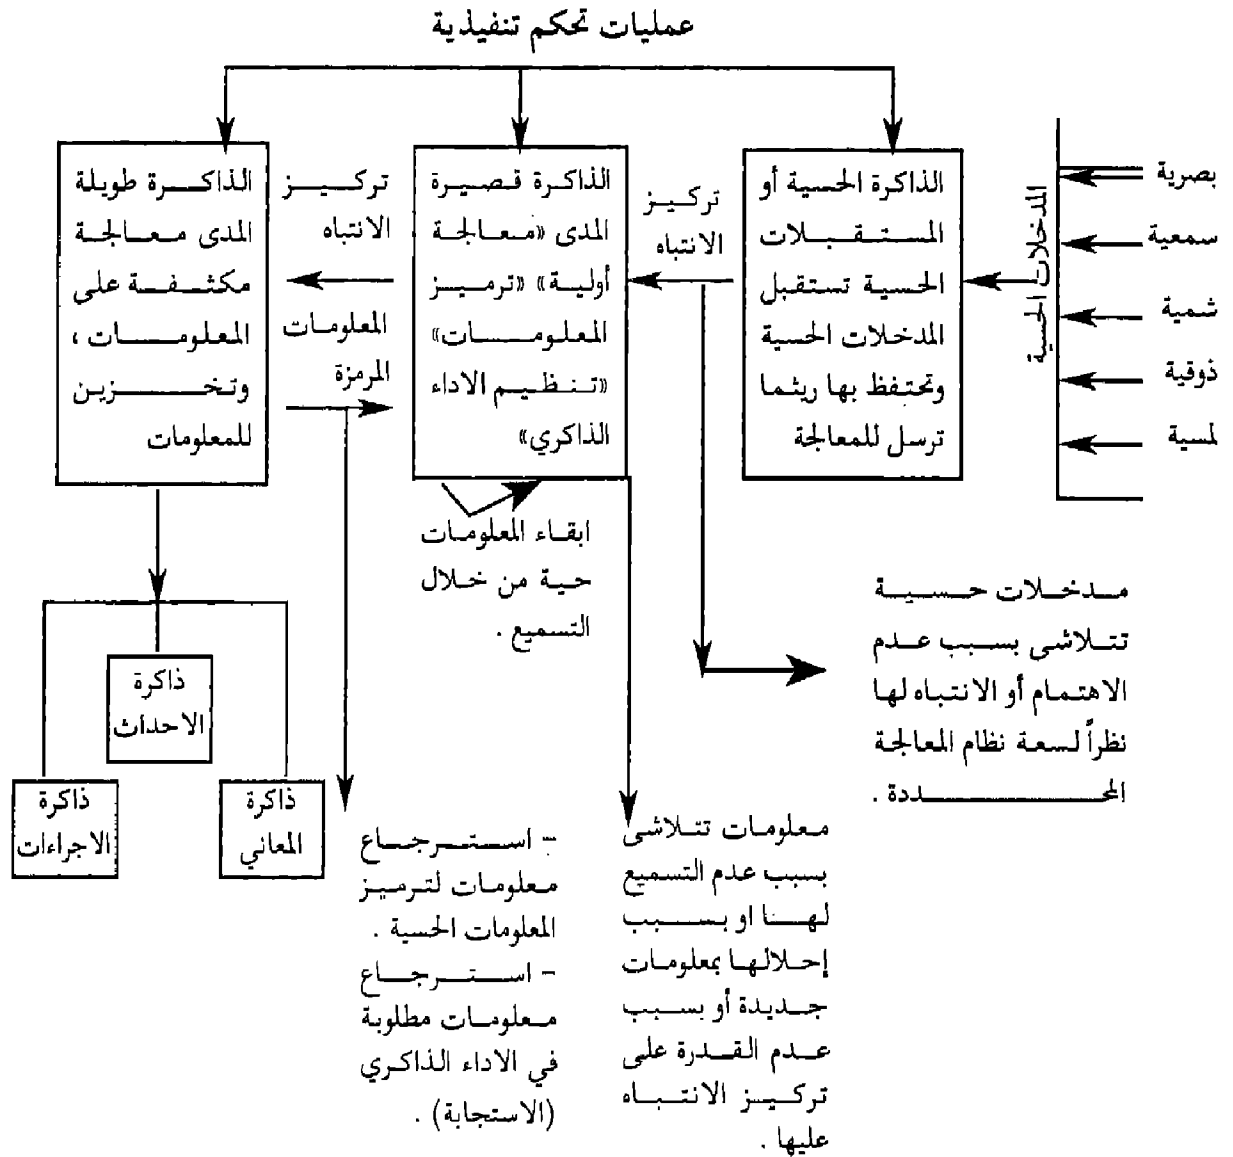 عمليات تحكم تنفيذية
بصرية
سمعية
شمية
ذوقية
لمسية
المدخلات الحسية
الذاكرة الحسية أو
المستقبلات
الحسية تستقبل
المدخلات الحسية
وتحتفظ بها ريثما
ترسل للمعالجة
تركيز
الانتباه
الذاكرة قصيرة
المدى «معالجة
أولية» «ترميز
المعلومات»
«تنظيم الاداء
الذاكري»
تركيز
الانتباه
المعلومات
المرمزة
الذاكرة طويلة
المدى معالجة
مكثفة على
المعلومات ،
وتخزين
للمعلومات
ابقاء المعلومات
حية من خلال
التسميع .
مدخلات حسية
تتلاشى بسبب عدم
الاهتمام أو الانتباه لها
نظراً لسعة نظام المعالجة
المحددة .
ذاكرة
الاحداث
ذاكرة
المعاني
ذاكرة
الاجراءات
معلومات تتلاشى
بسبب عدم التسميع
لهنا او بسبب
إحلالها بمعلومات
جديدة أو بسبب
عدم القدرة على
تركيز الانتباه
عليها .
– استرجاع
معلومات لترميز
المعلومات الحسية .
– استرجاع
معلومات مطلوبة
في الاداء الذاكري
(الاستجابة) .